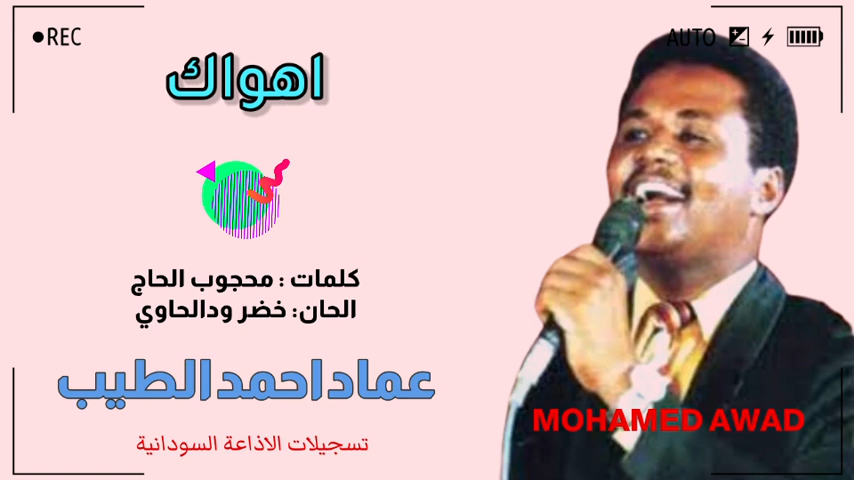 ●REC
AUTO
اهواك
كلمات : محجوب الحاج
الحان: خضر ودالحاوي
عماد احمد الطيب
تسجيلات الاذاعة السودانية
MOHAMED AWAD